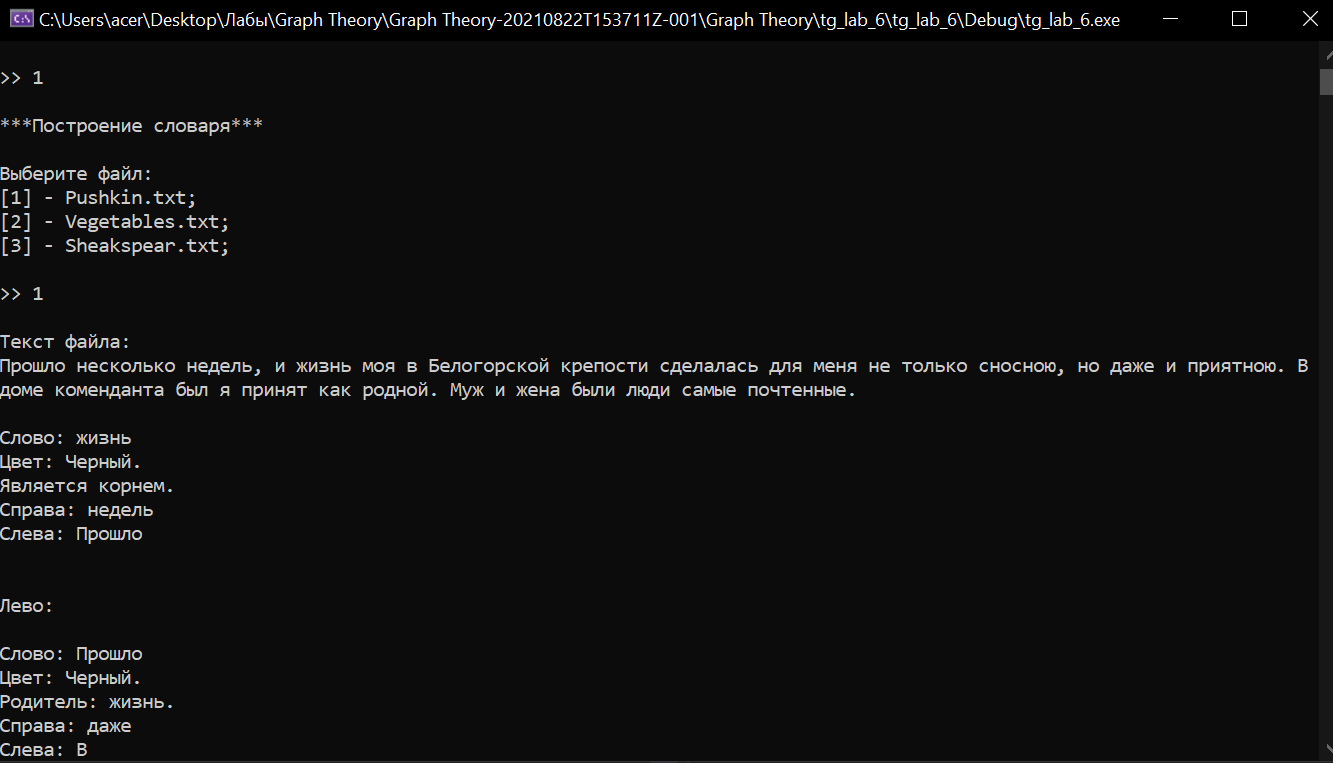 C:\Users\acer\Desktop\Лабы\Graph Theory\Graph Theory-20210822T153711Z-001\Graph Theory\tg_lab_6\tg_lab_6\Debug\tg_lab_6.exe
>> 1
***Построение словаря***
Выберите файл:
[1] - Pushkin.txt;
[2] - Vegetables.txt;
[3] - Sheakspear.txt;
>> 1
Текст файла:
Прошло несколько недель, и жизнь моя в Белогорской крепости сделалась для меня не только сносною, но даже и приятною. В
доме коменданта был я принят как родной. Муж и жена были люди самые почтенные.
Слово: жизнь
Цвет: Черный.
Является корнем.
Справа: недель
Слева: Прошло
Лево:
Слово: Прошло
Цвет: Черный.
Родитель: жизнь.
Справа: даже
Слева: В